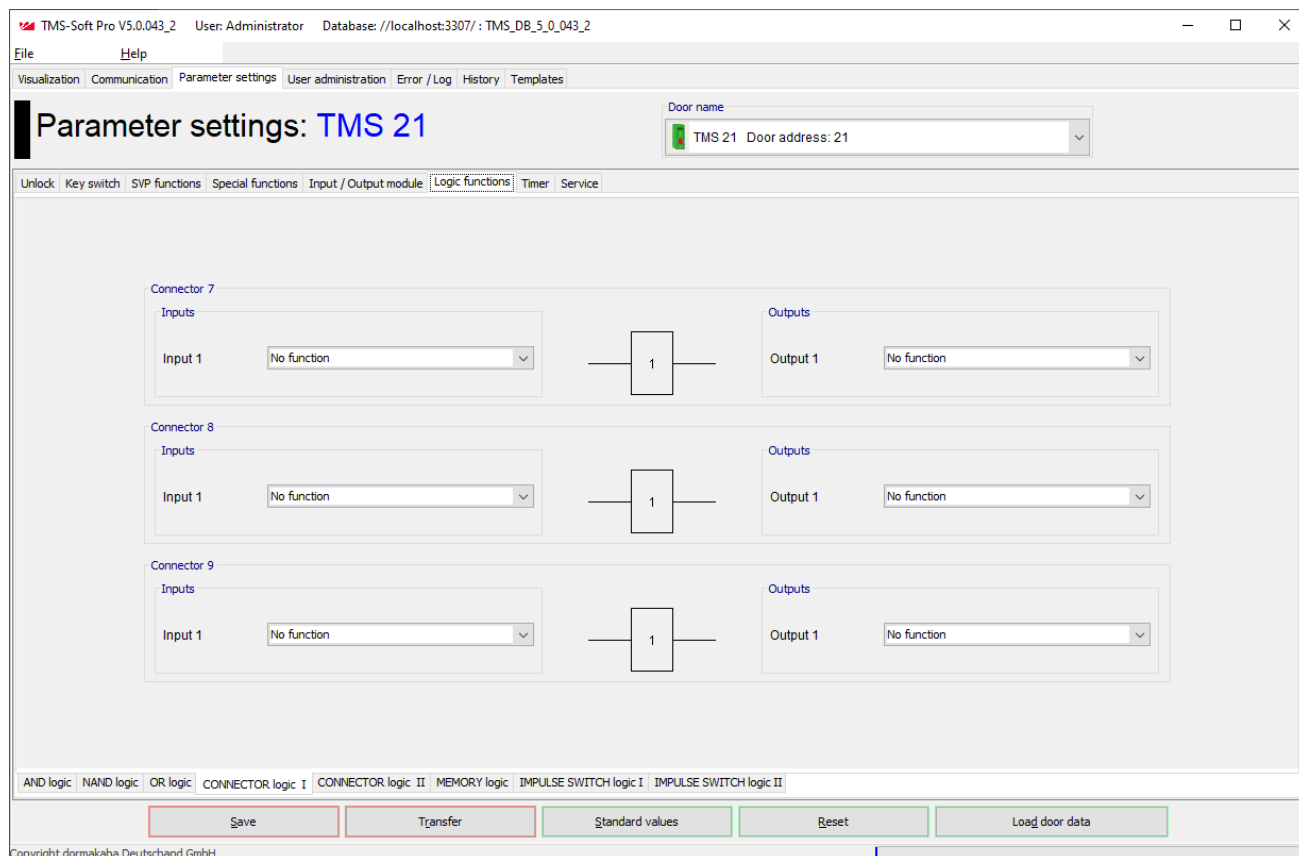 TMS-Soft Pro V5.0.043_2 User: Administrator Database: //localhost:3307/ : TMS_DB_5_0_043_2
File Help
Visualization Communication Parameter settings User administration Error / Log History Templates
Parameter settings: TMS 21
Door name
TMS 21 Door address: 21
Unlock Key switch SVP functions Special functions Input / Output module Logic functions Timer Service
Connector 7
Inputs Outputs
Input 1 No function 1 Output 1 No function
Connector 8
Inputs Outputs
Input 1 No function 1 Output 1 No function
Connector 9
Inputs Outputs
Input 1 No function 1 Output 1 No function
AND logic NAND logic OR logic CONNECTOR logic I CONNECTOR logic II MEMORY logic IMPULSE SWITCH logic I IMPULSE SWITCH logic II
Save Transfer Standard values Reset Load door data
Copyright dormakaba Deutschand GmbH